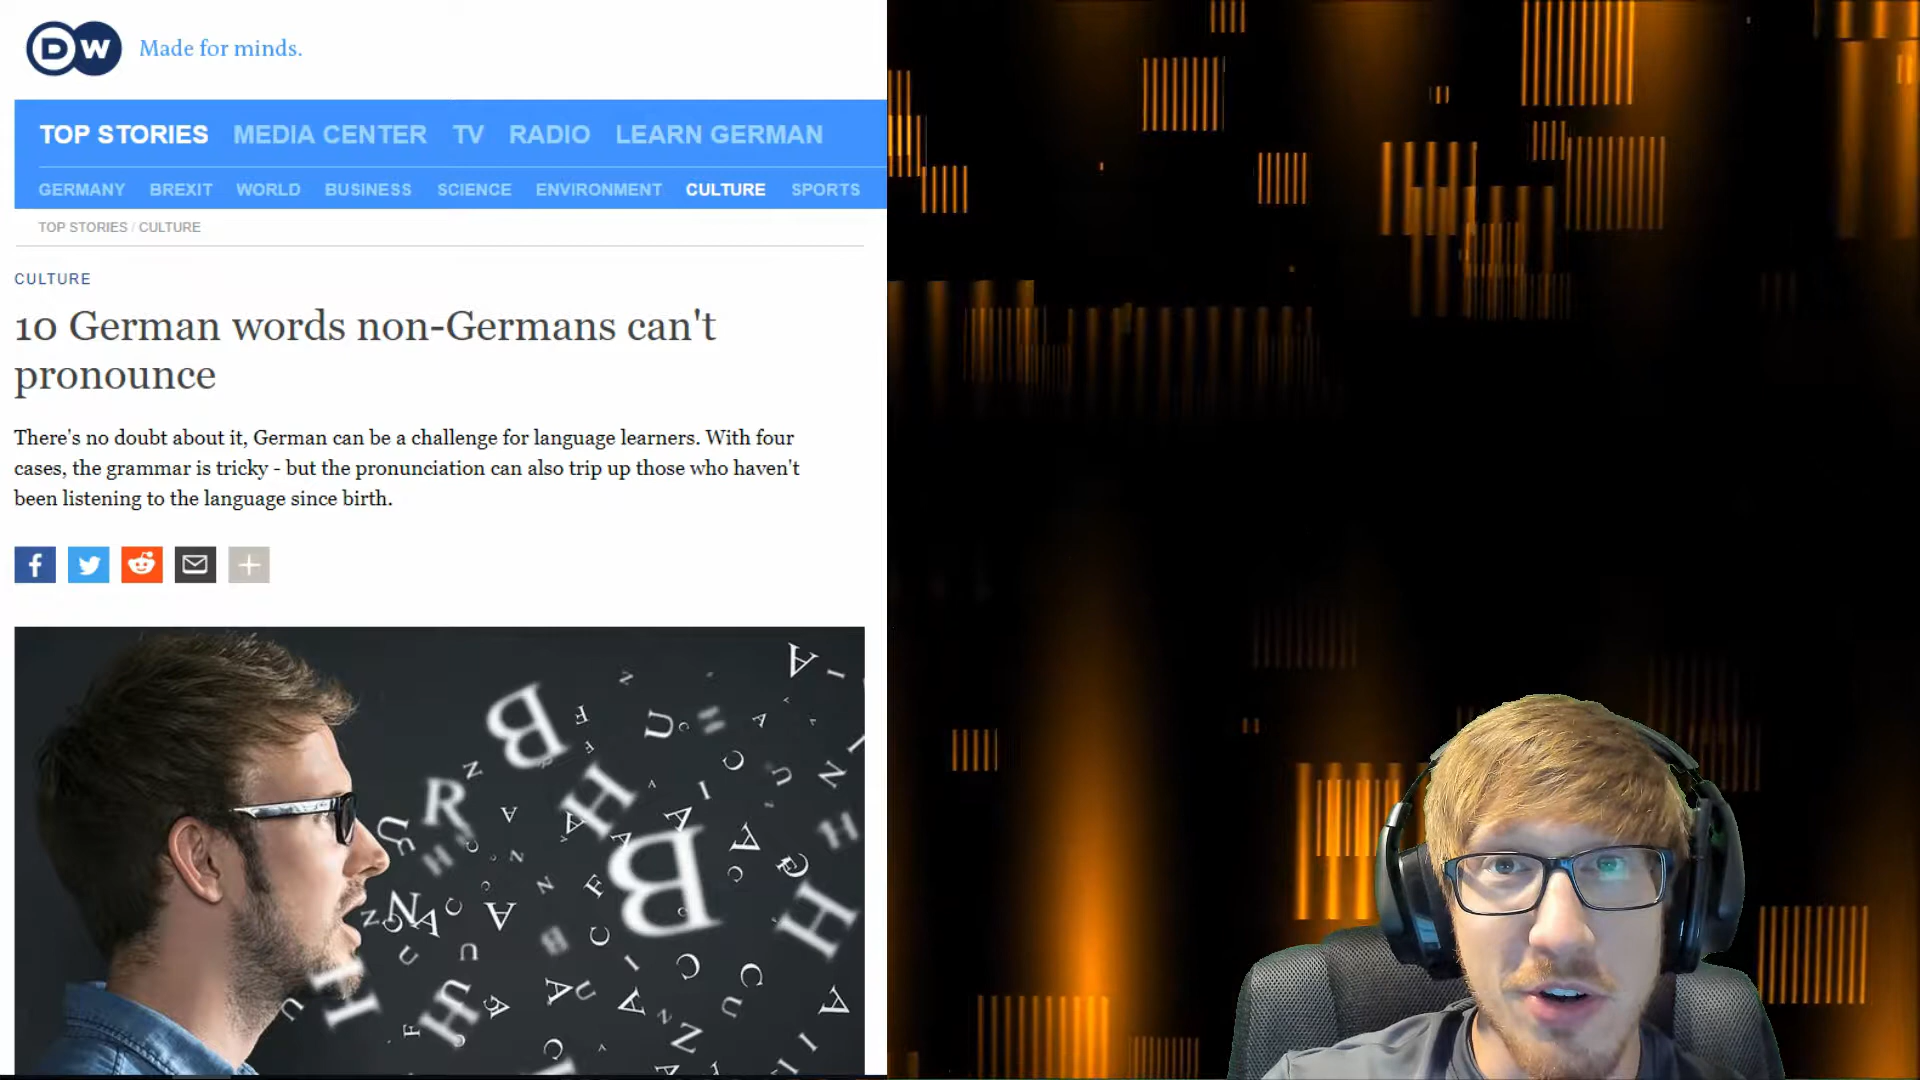 DW Made for minds.
TOP STORIES MEDIA CENTER TV RADIO LEARN GERMAN
GERMANY BREXIT WORLD BUSINESS SCIENCE ENVIRONMENT CULTURE SPORTS
TOP STORIES / CULTURE
CULTURE
10 German words non-Germans can't
pronounce
There's no doubt about it, German can be a challenge for language learners. With four
cases, the grammar is tricky - but the pronunciation can also trip up those who haven't
been listening to the language since birth.